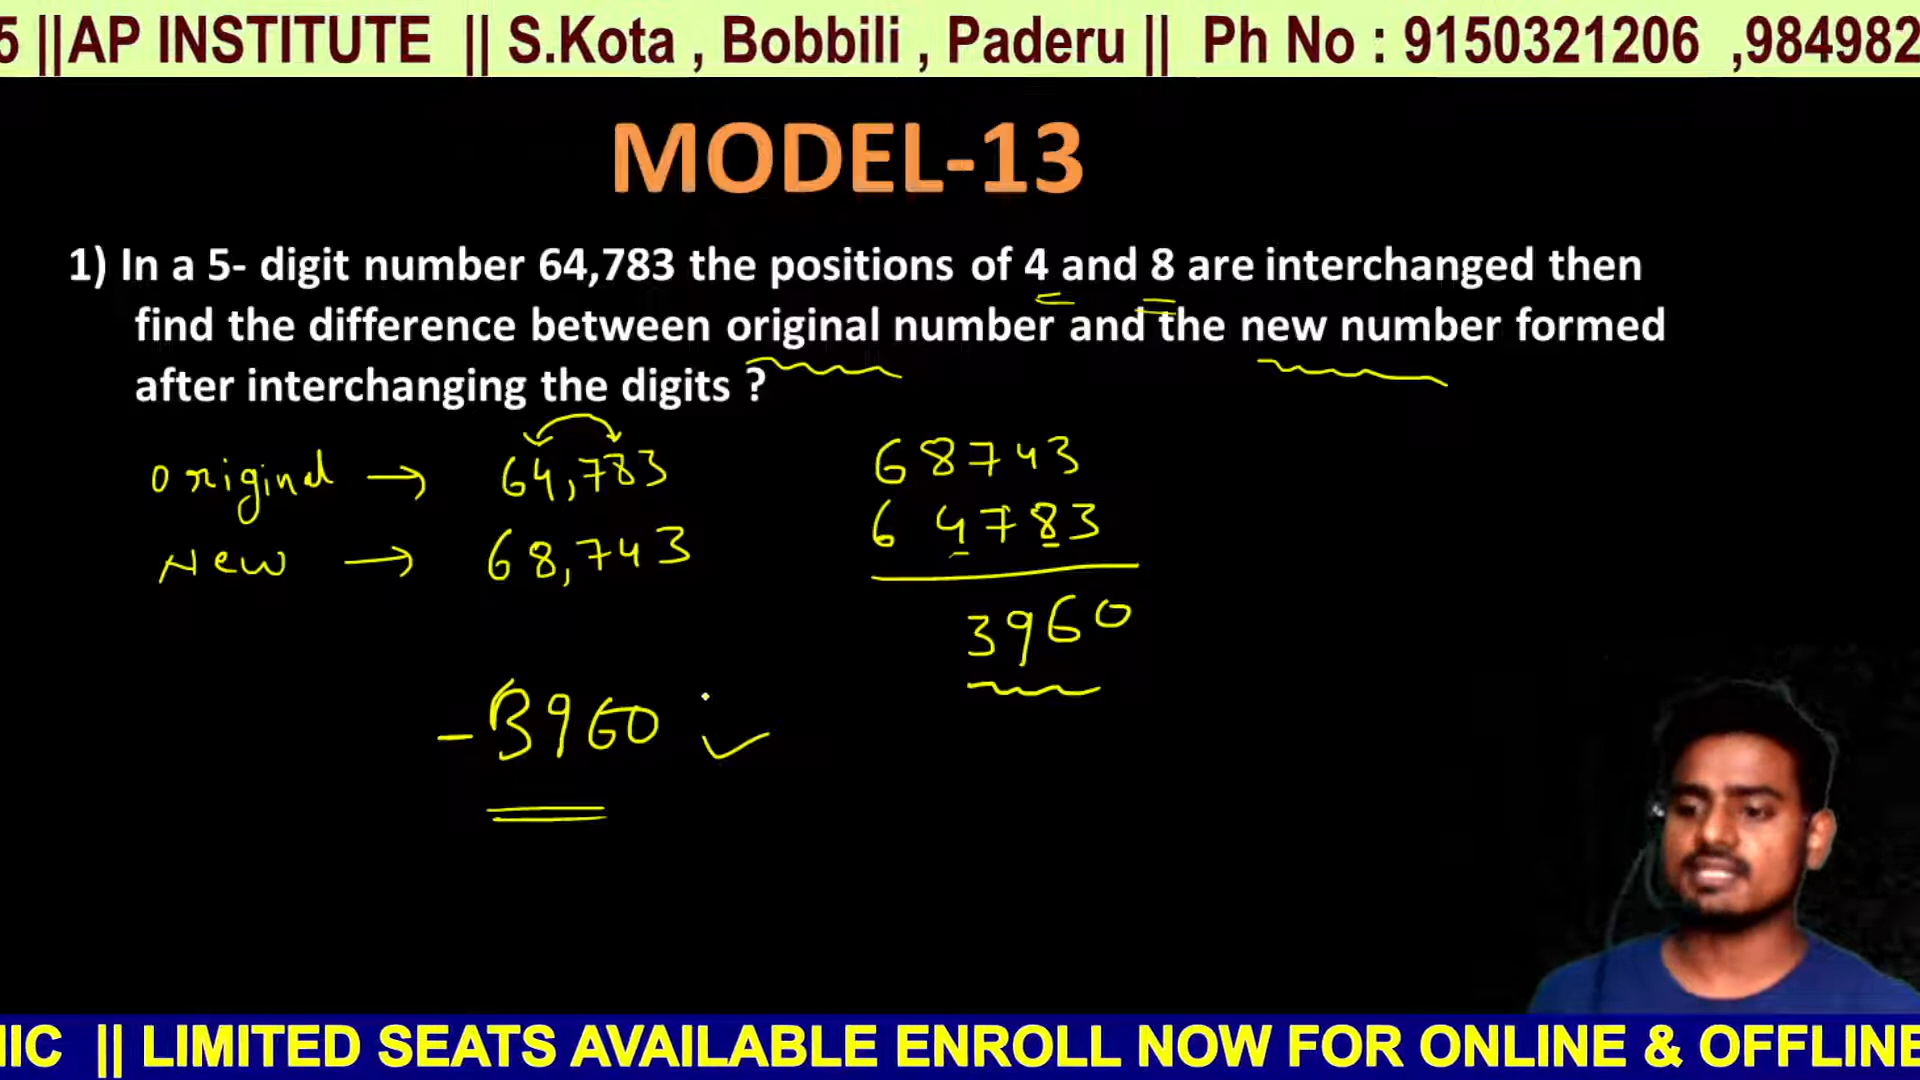 5 ||AP INSTITUTE || S.Kota , Bobbili , Paderu || Ph No : 9150321206 ,984982
MODEL-13
1) In a 5- digit number 64,783 the positions of 4 and 8 are interchanged then
find the difference between original number and the new number formed
after interchanging the digits ?
original → 64,783
New → 68,743
68743
64783
3960
- 3960
NIC || LIMITED SEATS AVAILABLE ENROLL NOW FOR ONLINE & OFFLINE